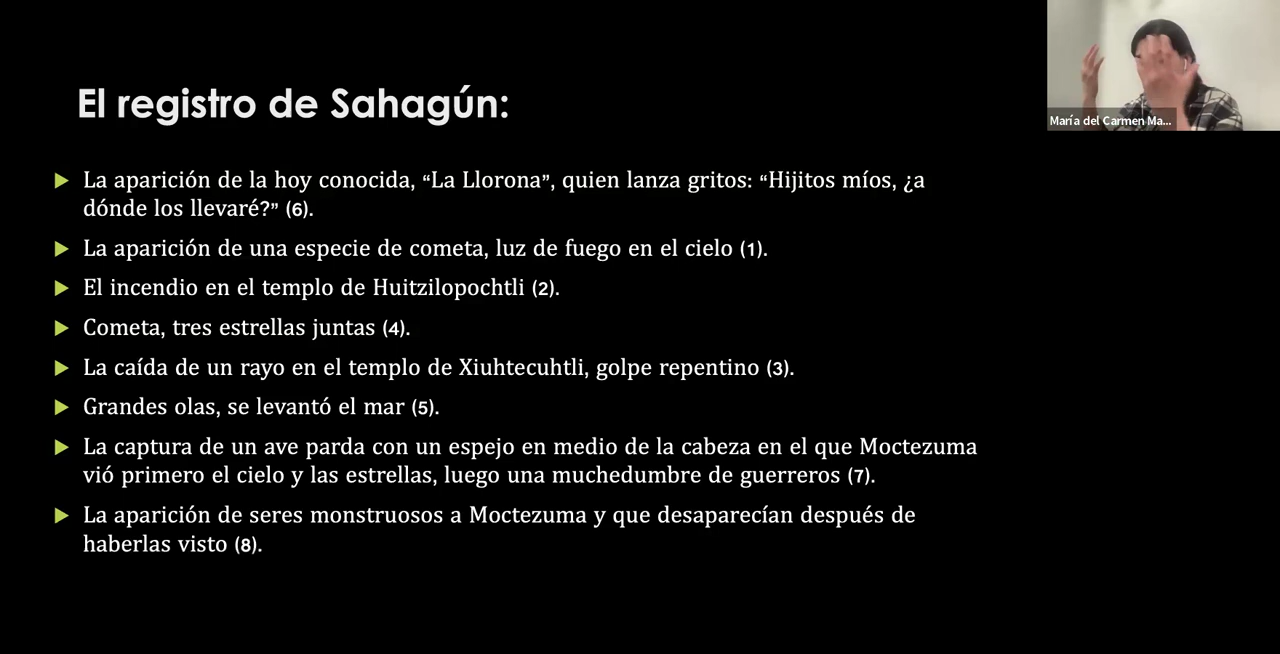 El registro de Sahagún:
La aparición de la hoy conocida, “La Llorona”, quien lanza gritos: “Hijitos míos, ¿a
dónde los llevaré?” (6).
La aparición de una especie de cometa, luz de fuego en el cielo (1).
El incendio en el templo de Huitzilopochtli (2).
Cometa, tres estrellas juntas (4).
La caída de un rayo en el templo de Xiuhtecuhtli, golpe repentino (3).
Grandes olas, se levantó el mar (5).
La captura de un ave parda con un espejo en medio de la cabeza en el que Moctezuma
vió primero el cielo y las estrellas, luego una muchedumbre de guerreros (7).
La aparición de seres monstruosos a Moctezuma y que desaparecían después de
haberlas visto (8).
María del Carmen Ma...